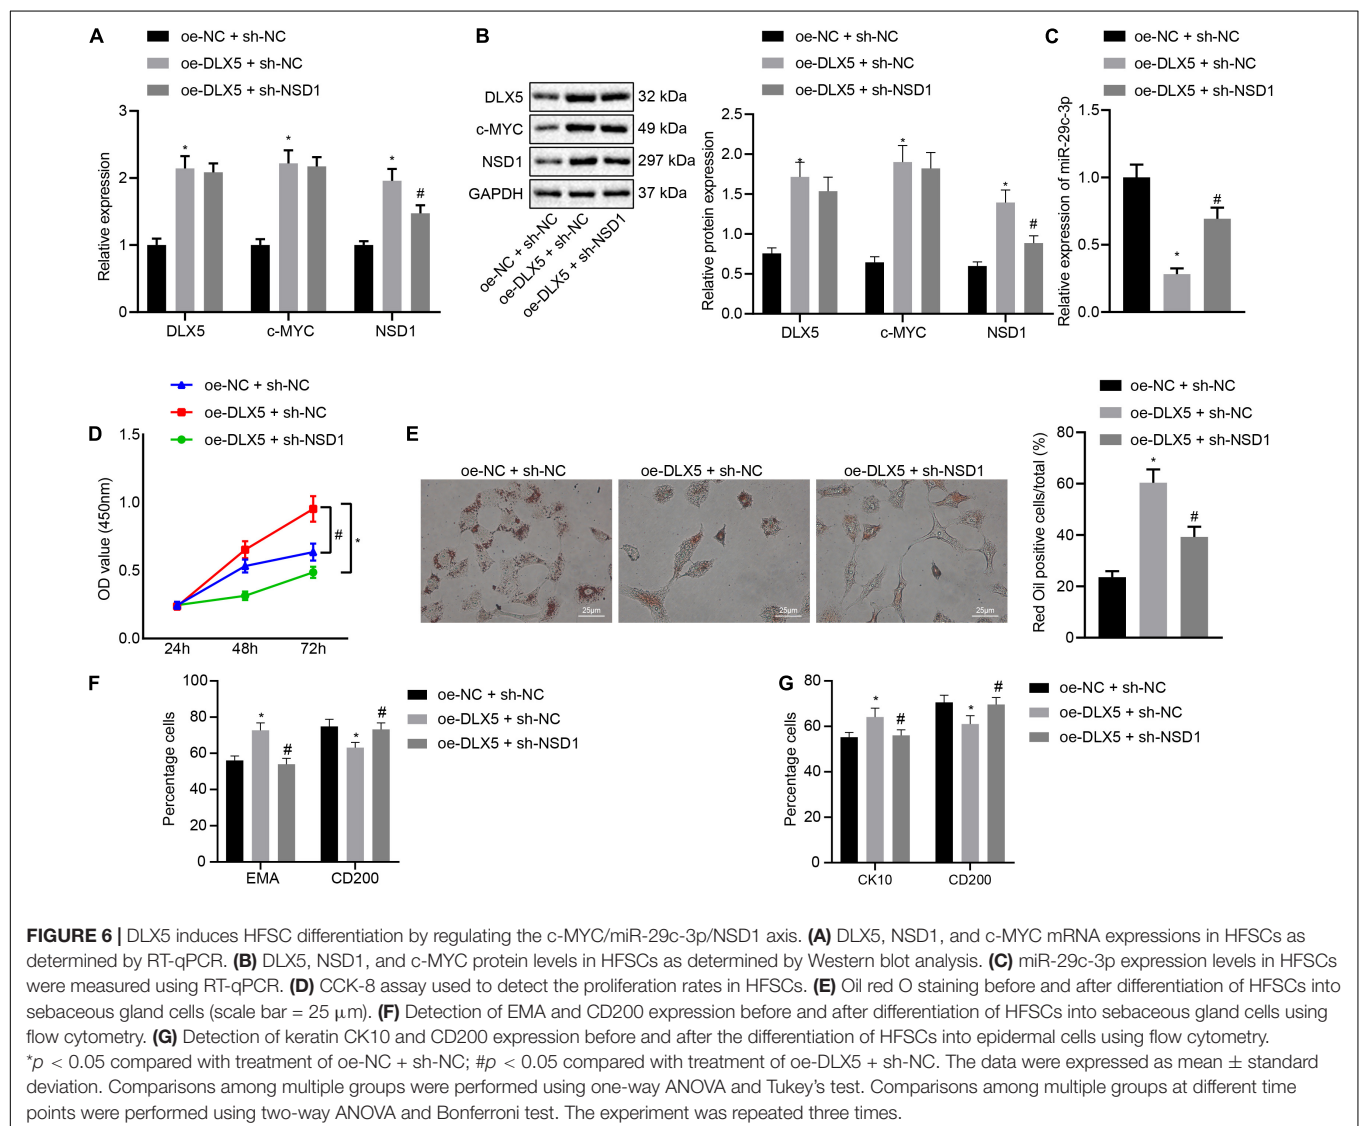 A
oe-NC + sh-NC
oe-DLX5 + sh-NC
oe-DLX5 + sh-NSD1
Relative expression
3
2
1
0
DLX5
c-MYC
NSD1
*
*
*
#
B
DLX5
32 kDa
c-MYC
49 kDa
NSD1
297 kDa
GAPDH
37 kDa
oe-NC + sh-NC
oe-DLX5 + sh-NC
oe-DLX5 + sh-NSD1
oe-NC + sh-NC
oe-DLX5 + sh-NC
oe-DLX5 + sh-NSD1
Relative protein expression
2.5
2.0
1.5
1.0
0.5
0.0
DLX5
c-MYC
NSD1
*
*
*
#
C
oe-NC + sh-NC
oe-DLX5 + sh-NC
oe-DLX5 + sh-NSD1
Relative expression of miR-29c-3p
1.5
1.0
0.5
0.0
*
#
D
oe-NC + sh-NC
oe-DLX5 + sh-NC
oe-DLX5 + sh-NSD1
OD value (450nm)
1.5
1.0
0.5
0.0
24h
48h
72h
#
*
E
oe-NC + sh-NC
oe-DLX5 + sh-NC
oe-DLX5 + sh-NSD1
25μm
25μm
25μm
oe-NC + sh-NC
oe-DLX5 + sh-NC
oe-DLX5 + sh-NSD1
Red Oil positive cells/total (%)
80
60
40
20
0
*
#
F
oe-NC + sh-NC
oe-DLX5 + sh-NC
oe-DLX5 + sh-NSD1
Percentage cells
100
80
60
40
20
0
EMA
CD200
*
#
*
#
G
oe-NC + sh-NC
oe-DLX5 + sh-NC
oe-DLX5 + sh-NSD1
Percentage cells
80
60
40
20
0
CK10
CD200
*
#
*
#
FIGURE 6 | DLX5 induces HFSC differentiation by regulating the c-MYC/miR-29c-3p/NSD1 axis. (A) DLX5, NSD1, and c-MYC mRNA expressions in HFSCs as
determined by RT-qPCR. (B) DLX5, NSD1, and c-MYC protein levels in HFSCs as determined by Western blot analysis. (C) miR-29c-3p expression levels in HFSCs
were measured using RT-qPCR. (D) CCK-8 assay used to detect the proliferation rates in HFSCs. (E) Oil red O staining before and after differentiation of HFSCs into
sebaceous gland cells (scale bar = 25 μm). (F) Detection of EMA and CD200 expression before and after differentiation of HFSCs into sebaceous gland cells using
flow cytometry. (G) Detection of keratin CK10 and CD200 expression before and after the differentiation of HFSCs into epidermal cells using flow cytometry.
*p < 0.05 compared with treatment of oe-NC + sh-NC; #p < 0.05 compared with treatment of oe-DLX5 + sh-NC. The data were expressed as mean ± standard
deviation. Comparisons among multiple groups were performed using one-way ANOVA and Tukey's test. Comparisons among multiple groups at different time
points were performed using two-way ANOVA and Bonferroni test. The experiment was repeated three times.